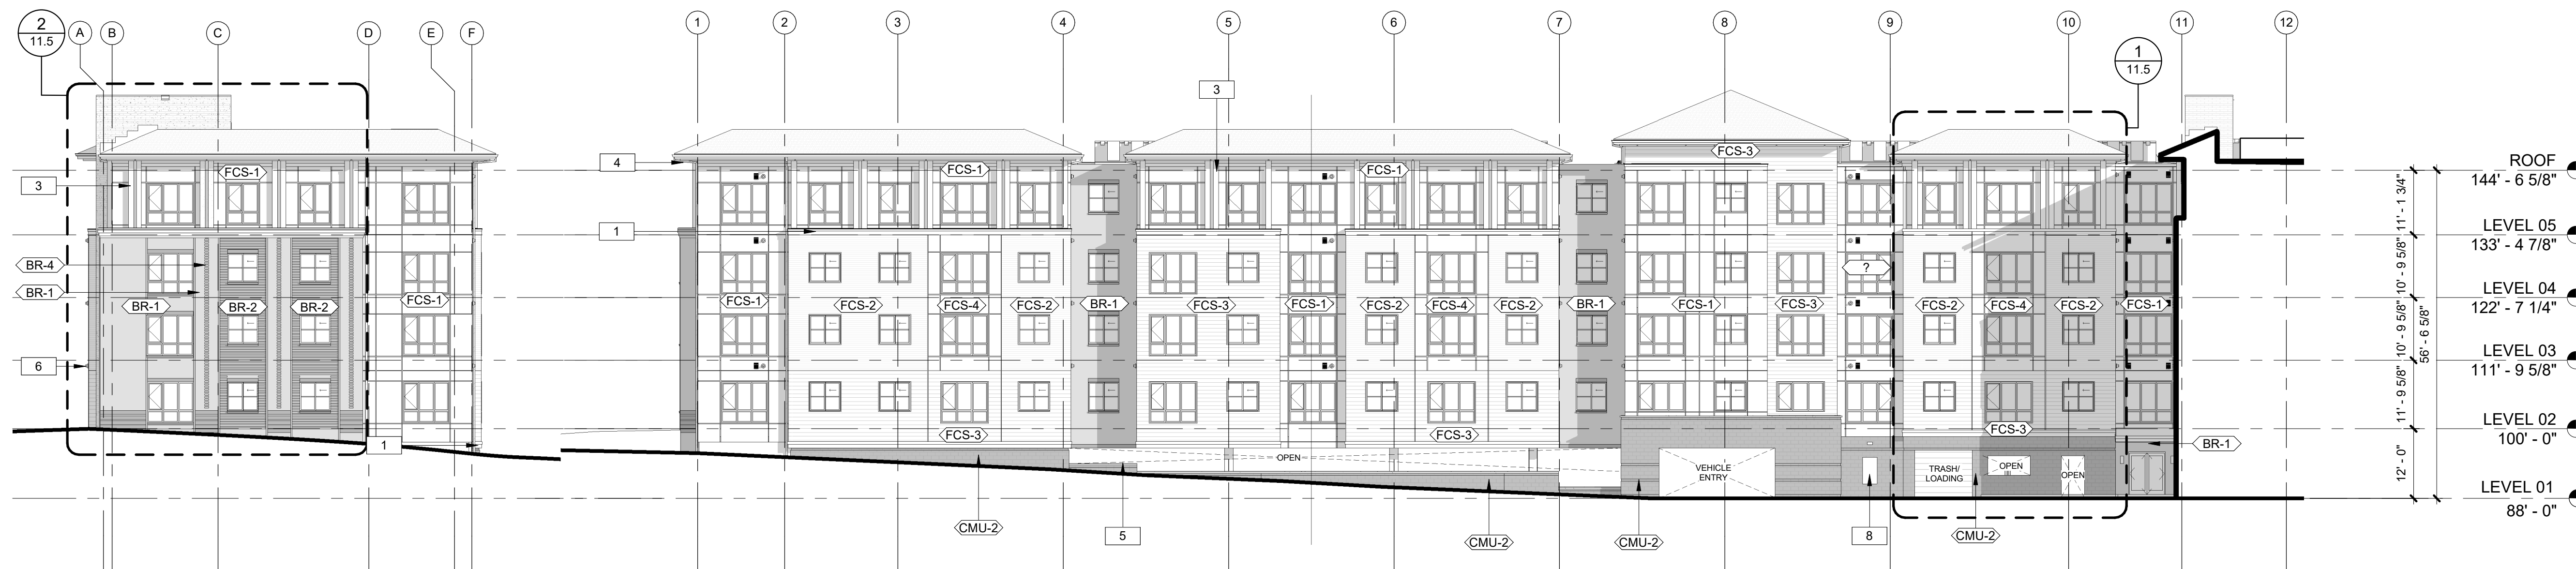 2
11.5
A
B
C
D
E
F
1
2
3
4
5
6
7
8
9
10
11
12
1
11.5
3
4
FCS-1
FCS-1
FCS-1
FCS-3
ROOF
144' - 6 5/8"
3
1
LEVEL 05
133' - 4 7/8"
11' - 1 3/4"
BR-4
BR-1
?
10' - 9 5/8"
BR-1
BR-2
BR-2
FCS-1
FCS-1
FCS-2
FCS-4
FCS-2
BR-1
FCS-3
FCS-1
FCS-2
FCS-4
FCS-2
BR-1
FCS-1
FCS-3
FCS-2
FCS-4
FCS-2
FCS-1
LEVEL 04
122' - 7 1/4"
10' - 9 5/8"
56' - 6 5/8"
6
LEVEL 03
111' - 9 5/8"
11' - 9 5/8"
1
FCS-3
FCS-3
FCS-3
BR-1
LEVEL 02
100' - 0"
OPEN
VEHICLE
ENTRY
TRASH/
LOADING
OPEN
OPEN
12' - 0"
LEVEL 01
88' - 0"
CMU-2
5
CMU-2
CMU-2
8
CMU-2